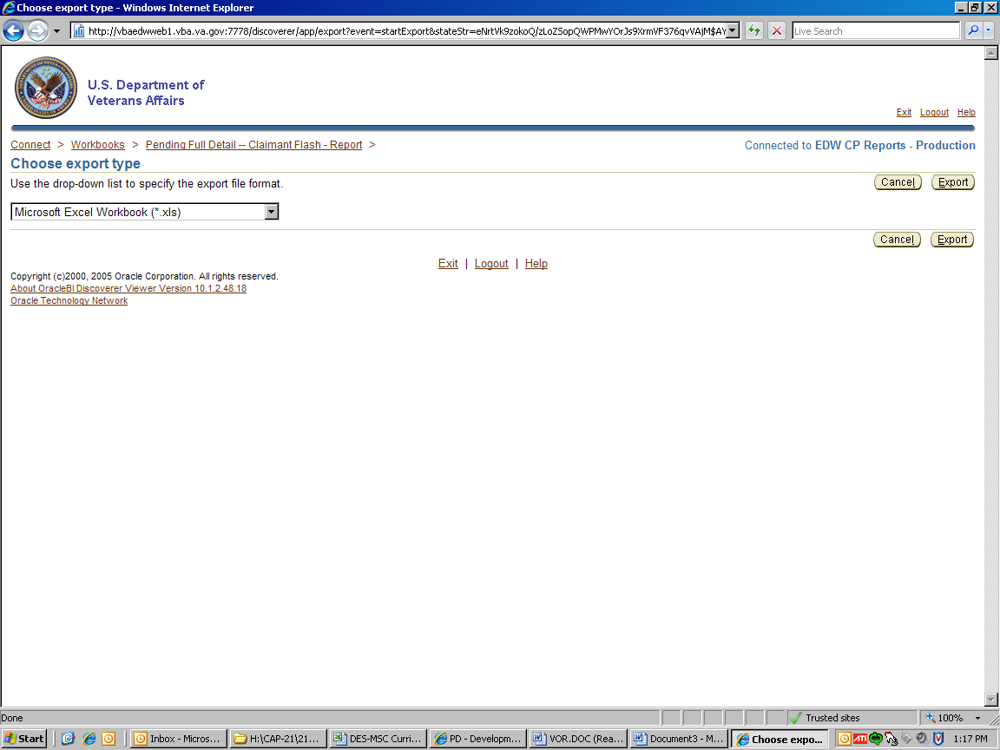 Choose export type - Windows Internet Explorer
http://vbaedwweb1.vba.va.gov:7778/discoverer/app/export?event=startExport&stateStr=eNrtVk9zokoQ/zLoZSopQWPMwYOrJs9XrmVF376qvVAjM$AY
Live Search
U.S. Department of
Veterans Affairs
Exit Logout Help
Connect > Workbooks > Pending Full Detail -- Claimant Flash - Report >
Connected to EDW CP Reports - Production
Choose export type
Use the drop-down list to specify the export file format.
Cancel Export
Microsoft Excel Workbook (*.xls)
Cancel Export
Exit | Logout | Help
Copyright (c)2000, 2005 Oracle Corporation. All rights reserved.
About OracleBI Discoverer Viewer Version 10.1.2.48.18
Oracle Technology Network
Done
Trusted sites
100%
Start
Inbox - Micros...
H:\CAP-21\21...
DES-MSC Curri...
PD - Developm...
VOR.DOC (Rea...
Document3 - M...
Choose expo...
ATI
1:17 PM